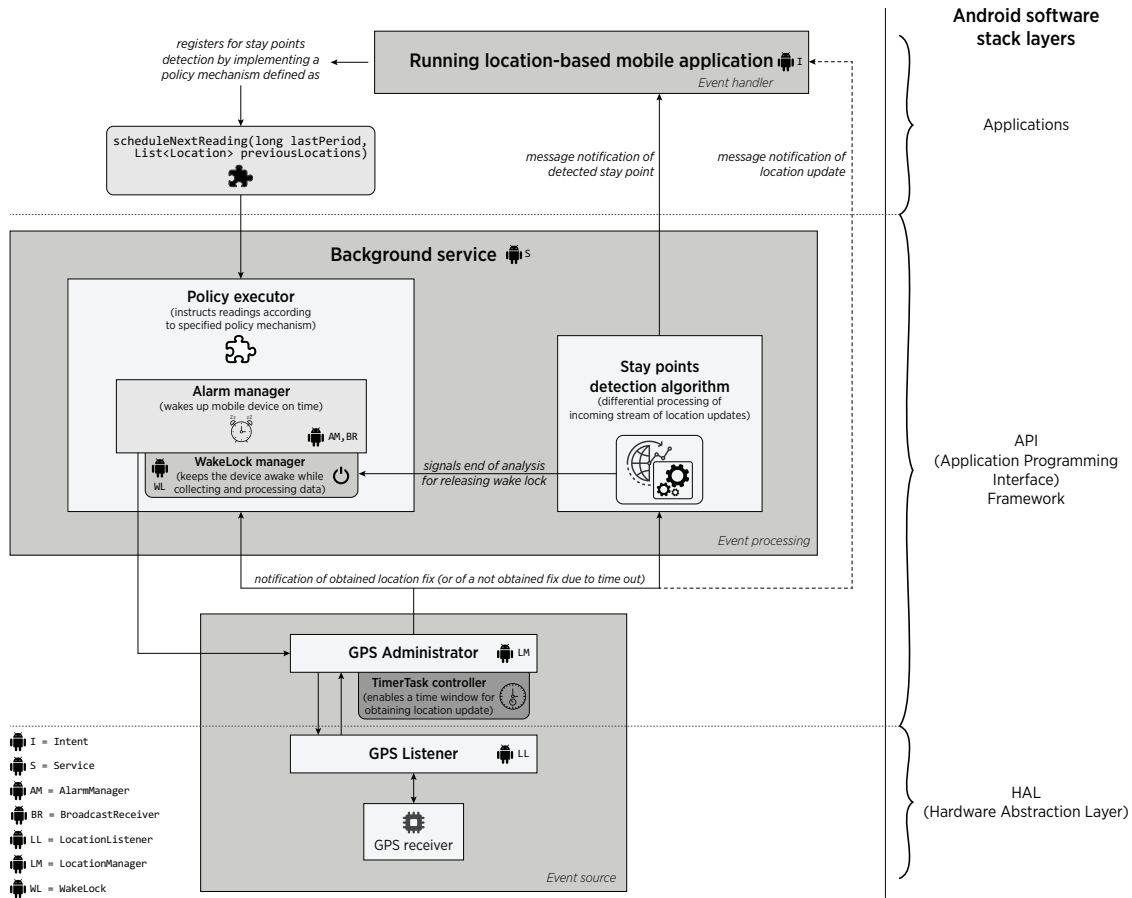 Android software
stack layers
registers for stay points
detection by implementing a
policy mechanism defined as
Running location-based mobile application
I
Event handler
scheduleNextReading(long lastPeriod,
List<Location> previousLocations)
message notification of
detected stay point
message notification of
location update
Applications
Background service
S
Policy executor
(instructs readings according
to specified policy mechanism)
Alarm manager
(wakes up mobile device on time)
zz
zz
AM,BR
WakeLock manager
(keeps the device awake while
collecting and processing data)
WL
signals end of analysis
for releasing wake lock
Stay points
detection algorithm
(differential processing of
incoming stream of location updates)
Event processing
API
(Application Programming
Interface)
Framework
notification of obtained location fix (or of a not obtained fix due to time out)
GPS Administrator
LM
TimerTask controller
(enables a time window for
obtaining location update)
GPS Listener
LL
GPS receiver
Event source
HAL
(Hardware Abstraction Layer)
I = Intent
S = Service
AM = AlarmManager
BR = BroadcastReceiver
LL = LocationListener
LM = LocationManager
WL = WakeLock